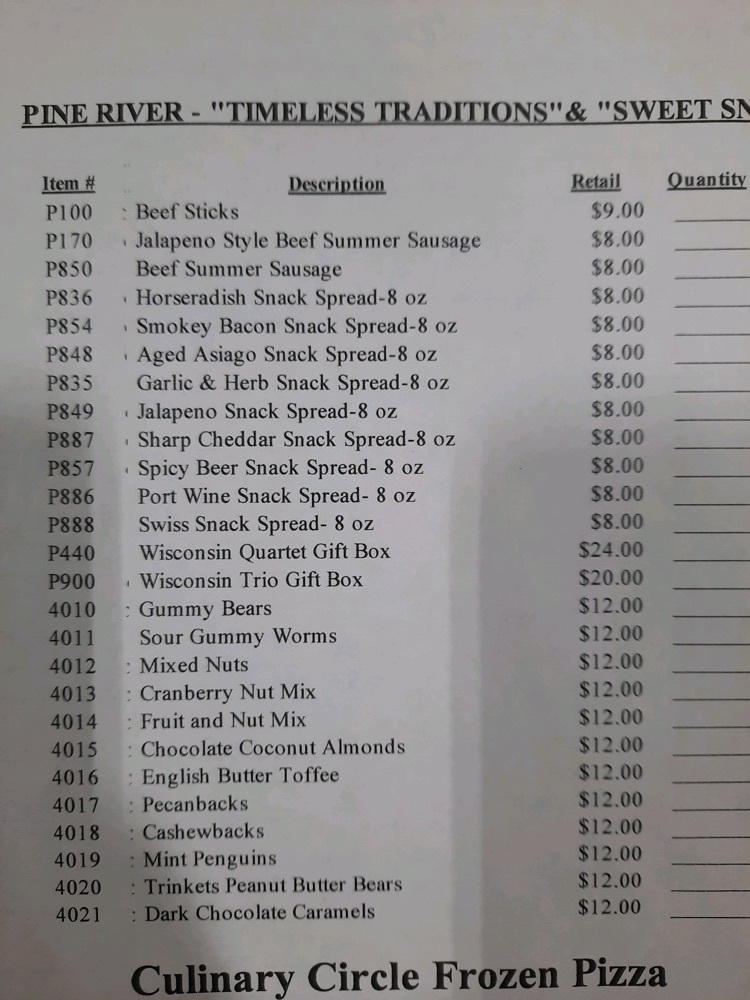 PINE RIVER - "TIMELESS TRADITIONS"& "SWEET SN
Item # Description Retail Quantity
P100 : Beef Sticks $9.00
P170 Jalapeno Style Beef Summer Sausage $8.00
P850 Beef Summer Sausage $8.00
P836 Horseradish Snack Spread-8 oz $8.00
P854 Smokey Bacon Snack Spread-8 oz $8.00
P848 Aged Asiago Snack Spread-8 oz $8.00
P835 Garlic & Herb Snack Spread-8 oz $8.00
P849 Jalapeno Snack Spread-8 oz $8.00
P887 Sharp Cheddar Snack Spread-8 oz $8.00
P857 Spicy Beer Snack Spread- 8 oz $8.00
P886 Port Wine Snack Spread- 8 oz $8.00
P888 Swiss Snack Spread- 8 oz $8.00
P440 Wisconsin Quartet Gift Box $24.00
P900 Wisconsin Trio Gift Box $20.00
4010 : Gummy Bears $12.00
4011 Sour Gummy Worms $12.00
4012 : Mixed Nuts $12.00
4013 : Cranberry Nut Mix $12.00
4014 : Fruit and Nut Mix $12.00
4015 : Chocolate Coconut Almonds $12.00
4016 : English Butter Toffee $12.00
4017 : Pecanbacks $12.00
4018 : Cashewbacks $12.00
4019 : Mint Penguins $12.00
4020 : Trinkets Peanut Butter Bears $12.00
4021 : Dark Chocolate Caramels $12.00
Culinary Circle Frozen Pizza